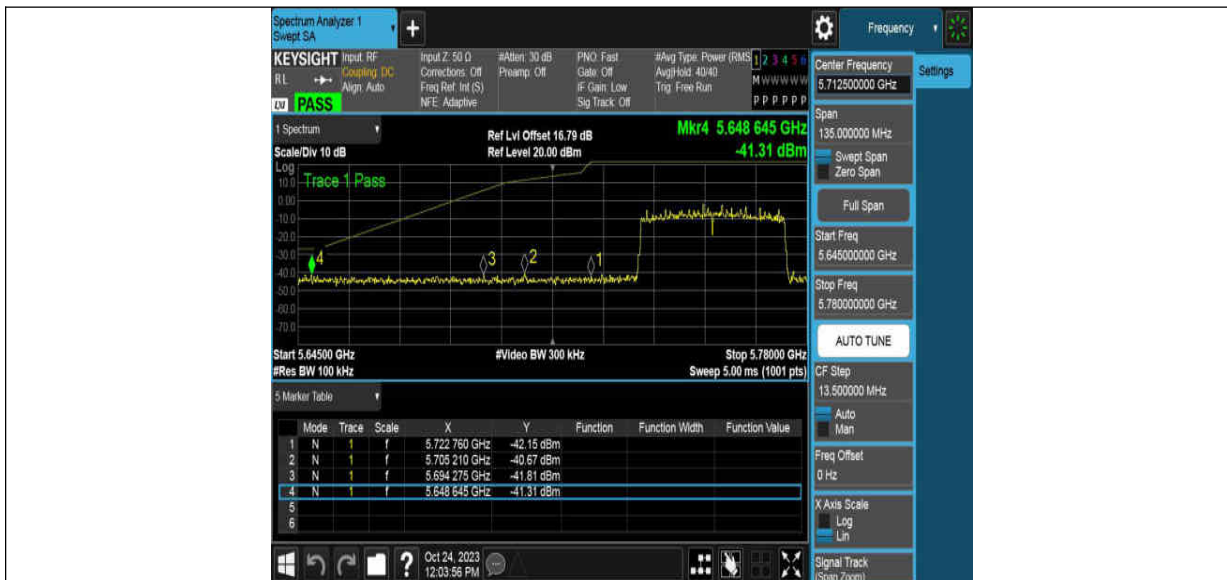 Spectrum Analyzer 1
Swept SA
+
Frequency
KEYSIGHT
RL
LXI PASS
Input: RF
Coupling: DC
Align: Auto
Input Z: 50 Ω
Corrections: Off
Freq Ref: Int (S)
NFE: Adaptive
#Atten: 30 dB
Preamp: Off
PNO: Fast
Gate: Off
IF Gain: Low
Sig Track: Off
#Avg Type: Power (RMS
Avg|Hold: 40/40
Trig: Free Run
1 2 3 4 5 6
M W W W W W
P P P P P P
1 Spectrum
Scale/Div 10 dB
Ref Lvl Offset 16.79 dB
Ref Level 20.00 dBm
Mkr4 5.648 645 GHz
-41.31 dBm
Log
Trace 1 Pass
10.0
0.00
-10.0
-20.0
-30.0
-40.0
-50.0
-60.0
-70.0
4
3
2
1
Start 5.64500 GHz
#Video BW 300 kHz
Stop 5.78000 GHz
#Res BW 100 kHz
Sweep 5.00 ms (1001 pts)
5 Marker Table
Mode Trace Scale X Y Function Function Width Function Value
1 N 1 f 5.722 760 GHz -42.15 dBm
2 N 1 f 5.705 210 GHz -40.67 dBm
3 N 1 f 5.694 275 GHz -41.81 dBm
4 N 1 f 5.648 645 GHz -41.31 dBm
5
6
?
Oct 24, 2023
12:03:56 PM
Center Frequency
5.712500000 GHz
Settings
Span
135.000000 MHz
Swept Span
Zero Span
Full Span
Start Freq
5.645000000 GHz
Stop Freq
5.780000000 GHz
AUTO TUNE
CF Step
13.500000 MHz
Auto
Man
Freq Offset
0 Hz
X Axis Scale
Log
Lin
Signal Track
(Span Zoom)